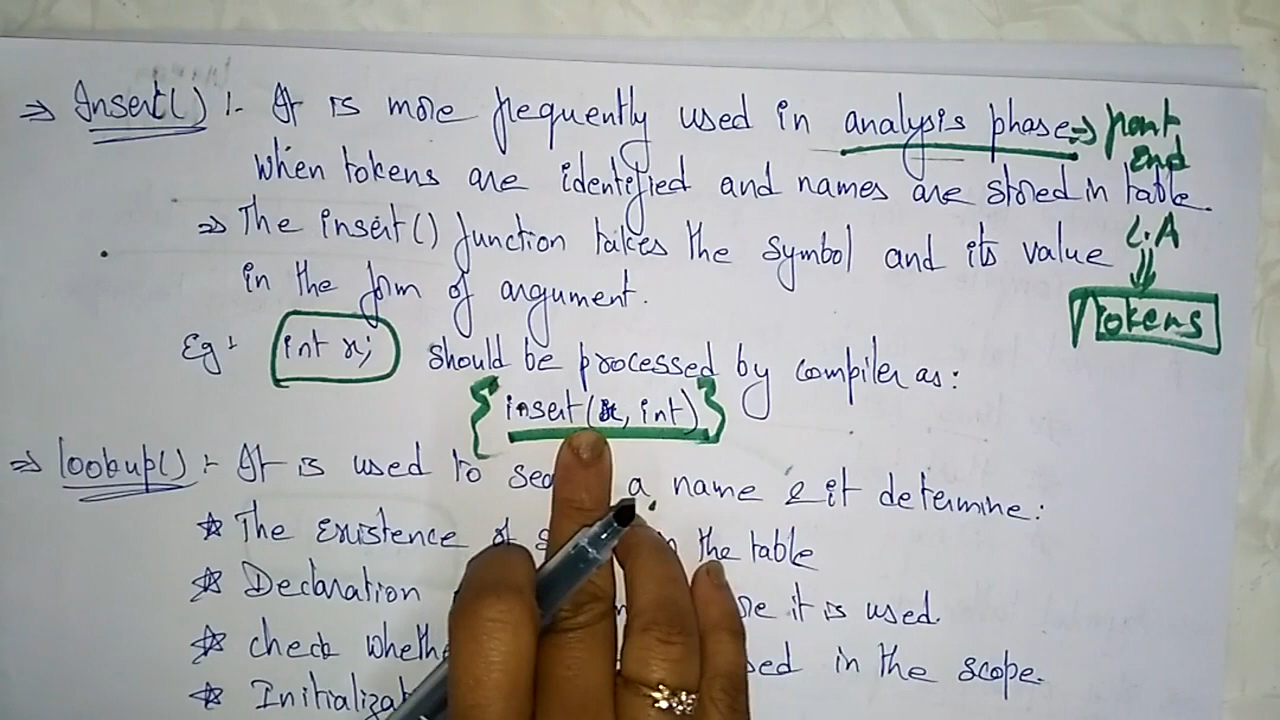 ⇒ Insert() :- It is more frequently used in analysis phase ⇒ front end
when tokens are identified and names are stored in table.
⇒ The insert() function takes the symbol and its value
L.A
⇓
Tokens
in the form of argument.
Eg: int x; should be processed by compiler as:
{ insert(x, int) }
⇒ lookup() :- It is used to a name & it determine:
☆ The Existence of in the table
☆ Declaration it is used.
☆ check in the scope.
☆